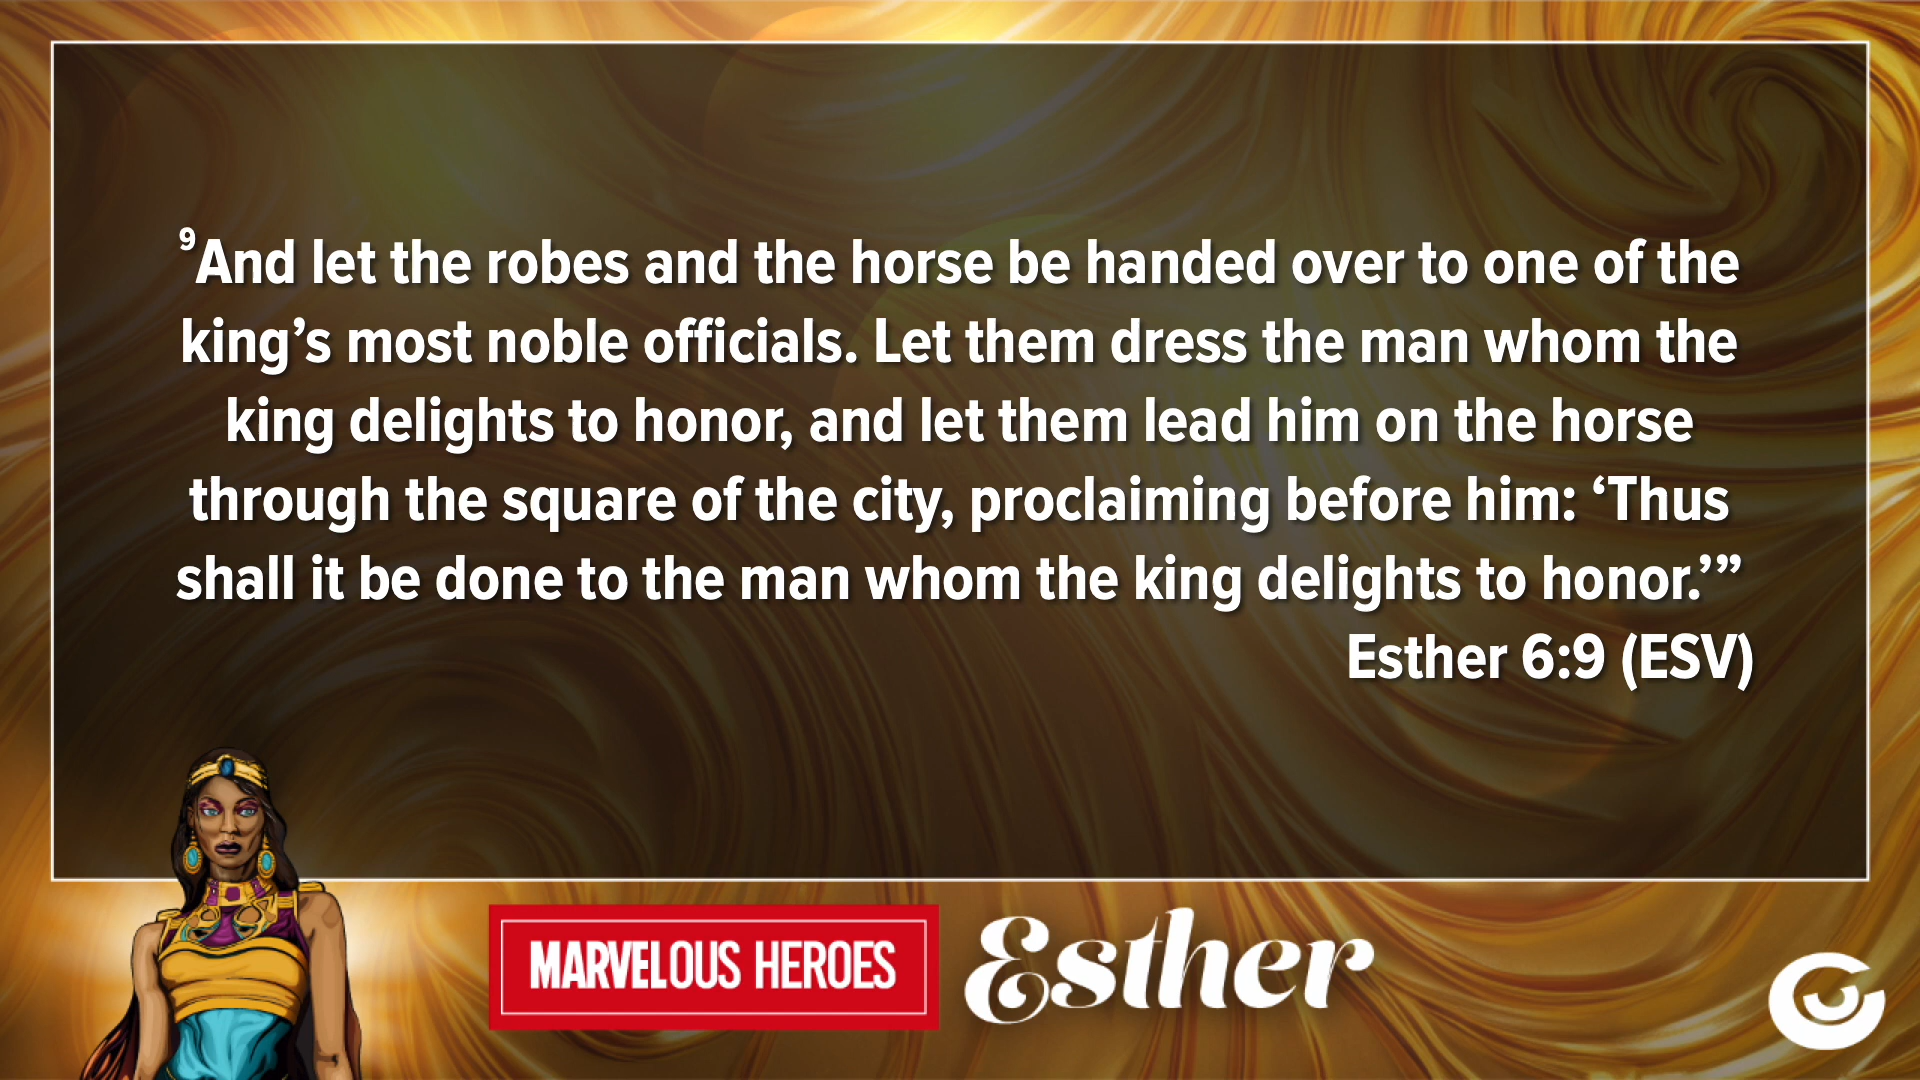 ⁹And let the robes and the horse be handed over to one of the
king’s most noble officials. Let them dress the man whom the
king delights to honor, and let them lead him on the horse
through the square of the city, proclaiming before him: ‘Thus
shall it be done to the man whom the king delights to honor.’”
Esther 6:9 (ESV)
MARVELOUS HEROES
Esther